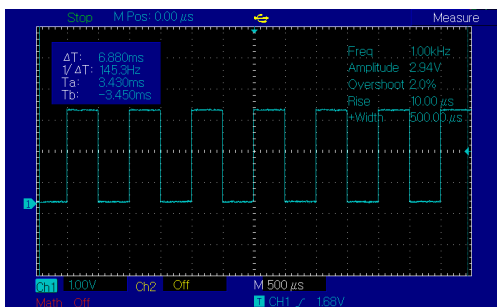 Stop M Pos: 0.00 μs Measure
ΔT: 6.880ms
1/ΔT: 145.3Hz
Ta: 3.430ms
Tb: -3.450ms
Freq 1.00kHz
Amplitude 2.94V
Overshoot 2.0%
Rise 10.00 μs
+Width 500.00 μs
1
Ch1 1.00V Ch2 Off M 500 μs
Math Off T CH1 / 1.68V